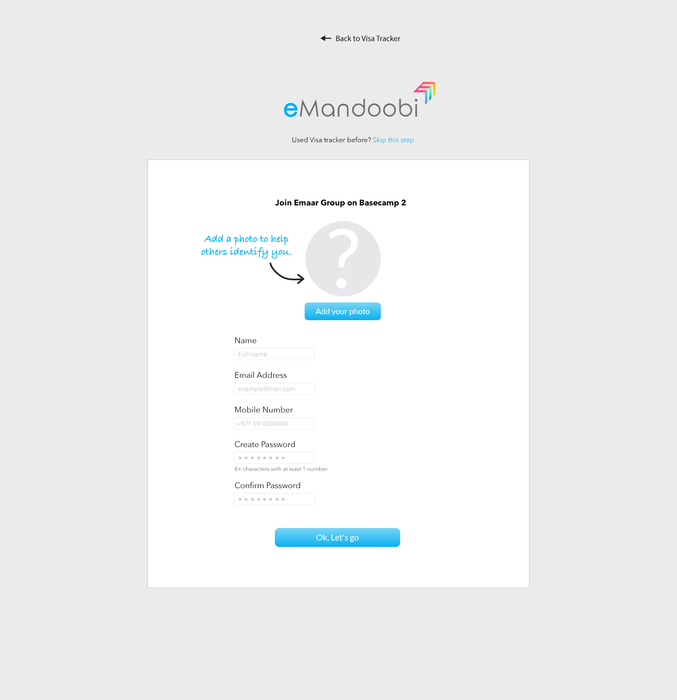 Back to Visa Tracker
eMandoobi
Used Visa tracker before? Skip this step
Join Emaar Group on Basecamp 2
Add a photo to help
others identify you.
?
Add your photo
Name
Full name
Email Address
example@mail.com
Mobile Number
+971 00 0000000
Create Password
8+ characters with at least 1 number
Confirm Password
Ok, Let's go